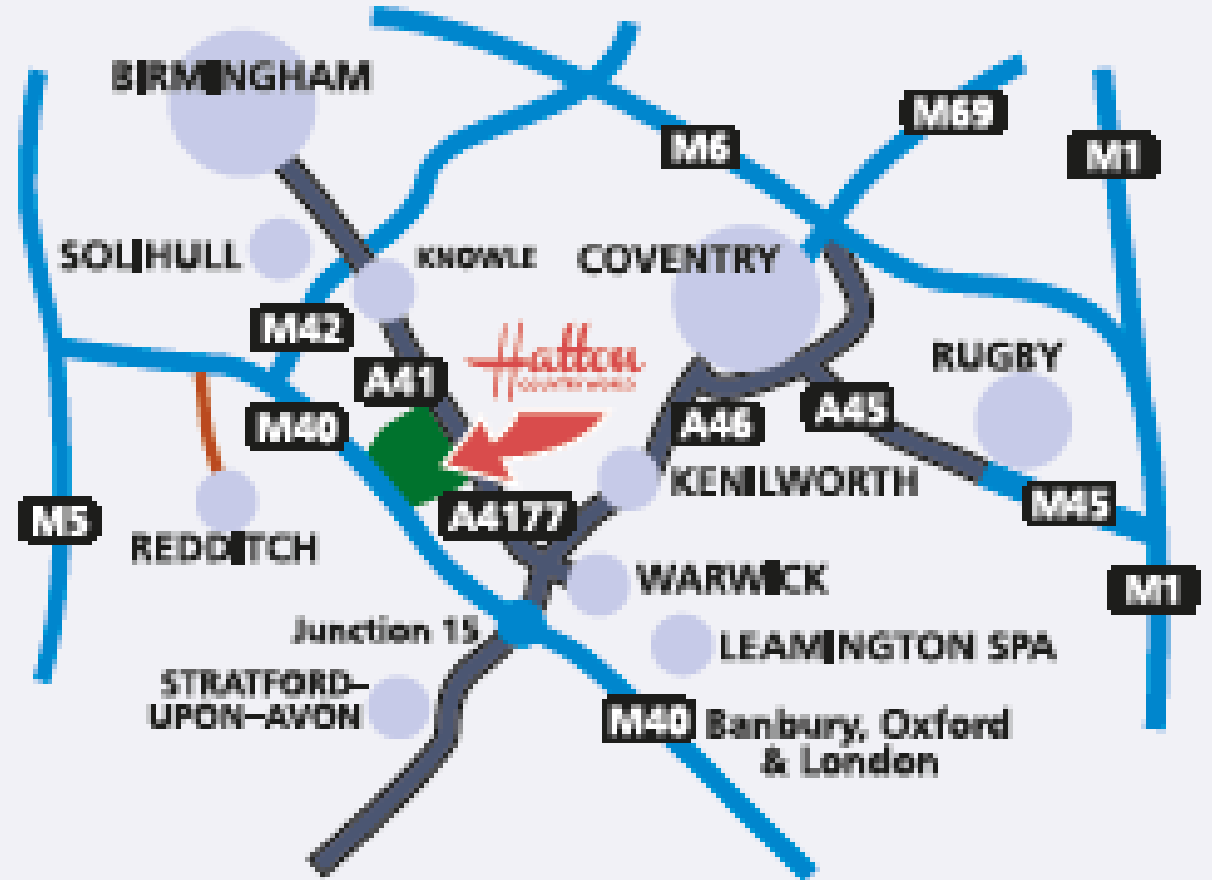 BIRMINGHAM
M6
M69
M1
SOLIHULL
KNOWLE
COVENTRY
M42
Hatton
COUNTRYWORLD
RUGBY
A41
M40
A46
A45
KENILWORTH
M5
A4177
M45
REDDITCH
WARWICK
M1
Junction 15
LEAMINGTON SPA
STRATFORD-
UPON-AVON
M40
Banbury, Oxford
& London